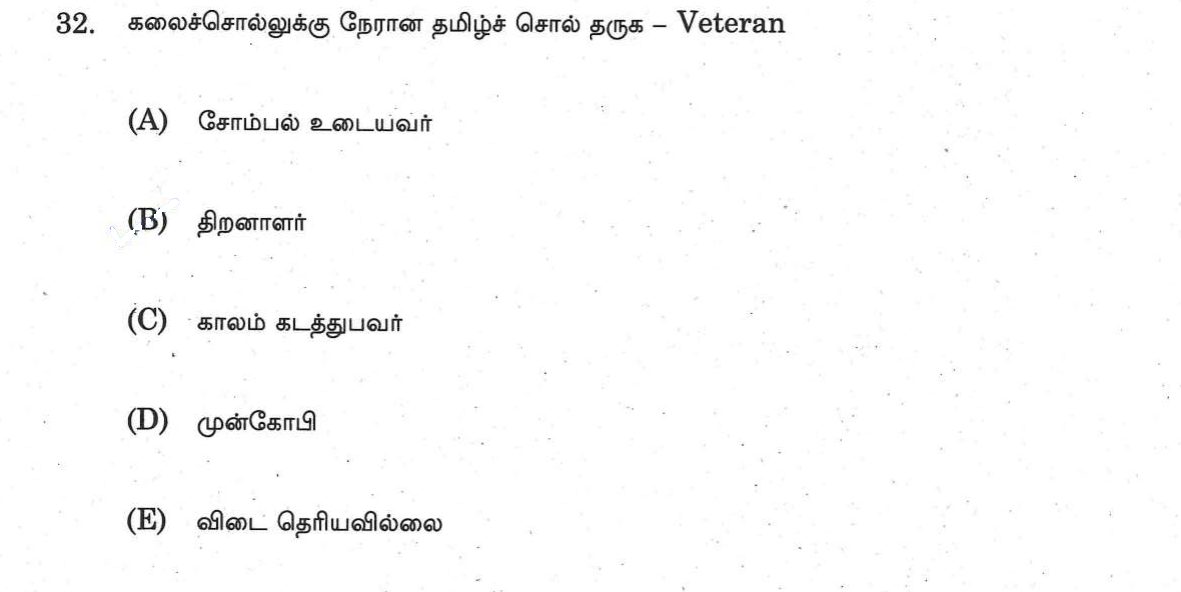 32. கலைச்சொல்லுக்கு நேரான தமிழ்ச் சொல் தருக – Veteran
(A) சோம்பல் உடையவர்
(B) திறனாளர்
(C) காலம் கடத்துபவர்
(D) முன்கோபி
(E) விடை தெரியவில்லை